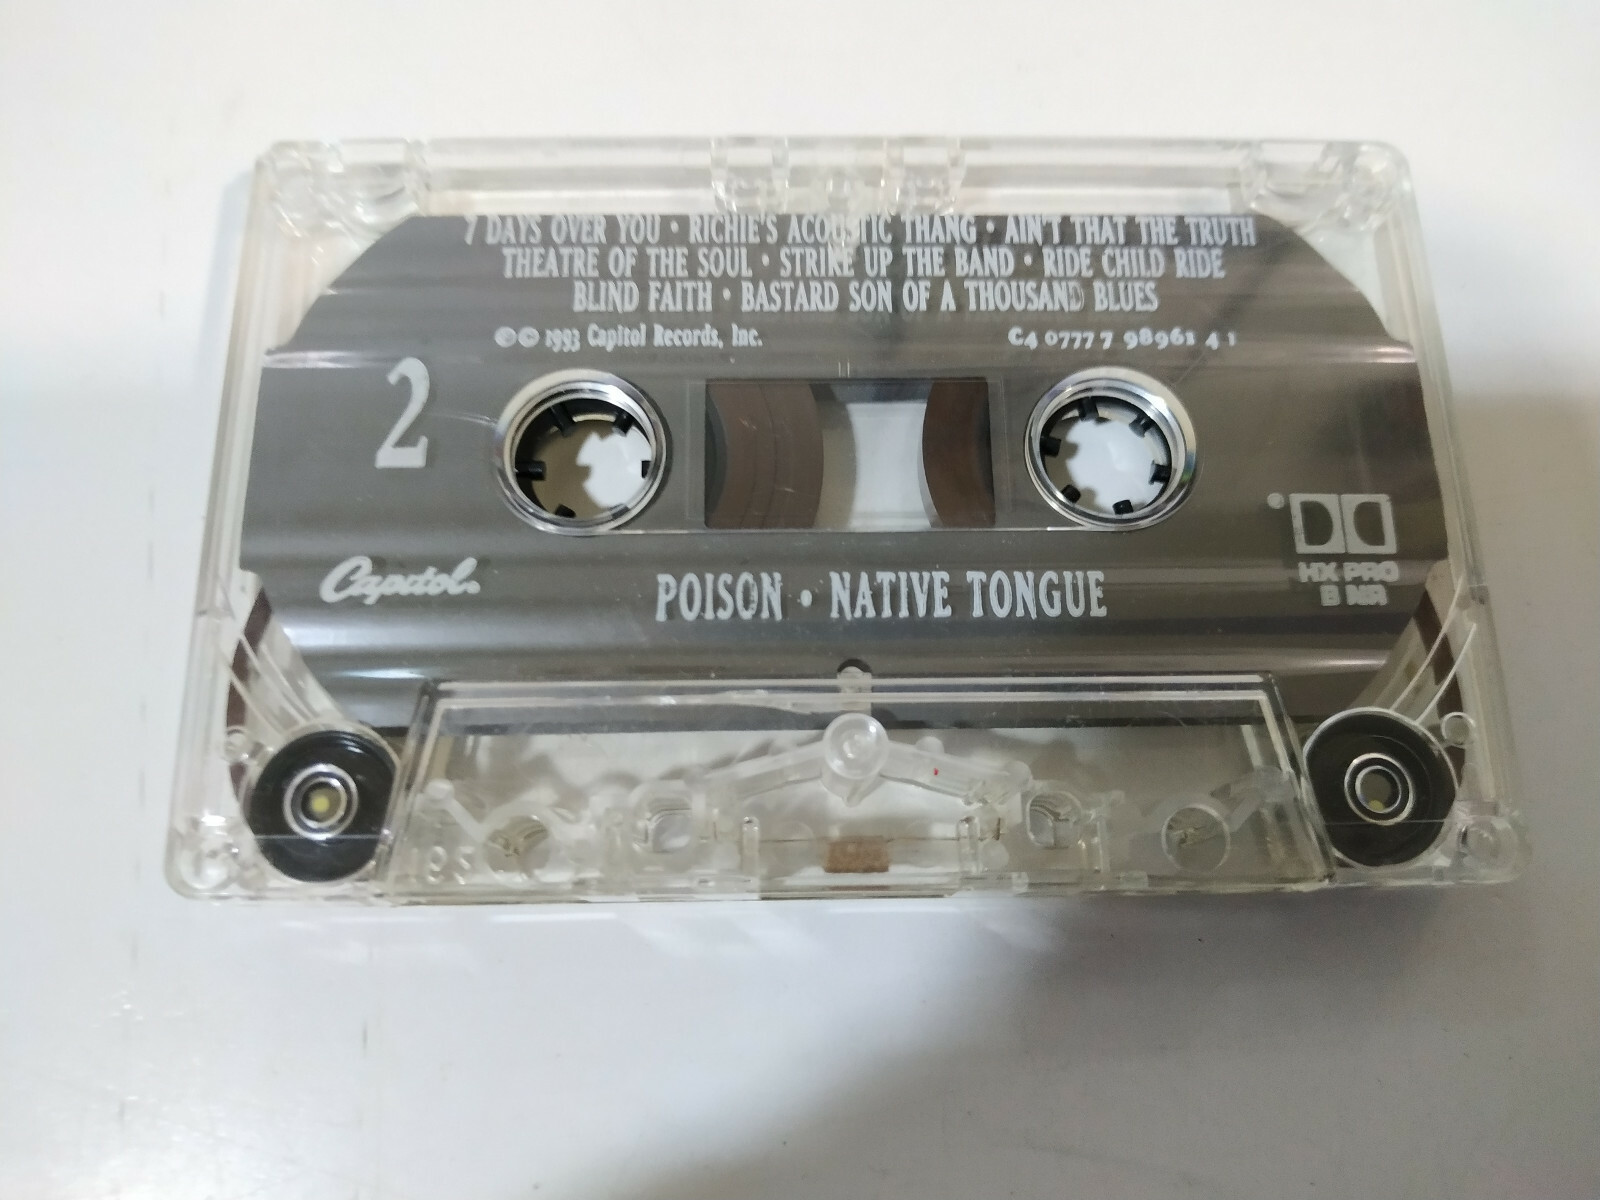 7 DAYS OVER YOU • RICHIE'S ACOUSTIC THANG • AIN'T THAT THE TRUTH
THEATRE OF THE SOUL • STRIKE UP THE BAND • RIDE CHILD RIDE
BLIND FAITH • BASTARD SON OF A THOUSAND BLUES
℗© 1993 Capitol Records, Inc.
C4 0777 7 98961 4 1
2
Capitol®
POISON • NATIVE TONGUE
HX PRO
B NR